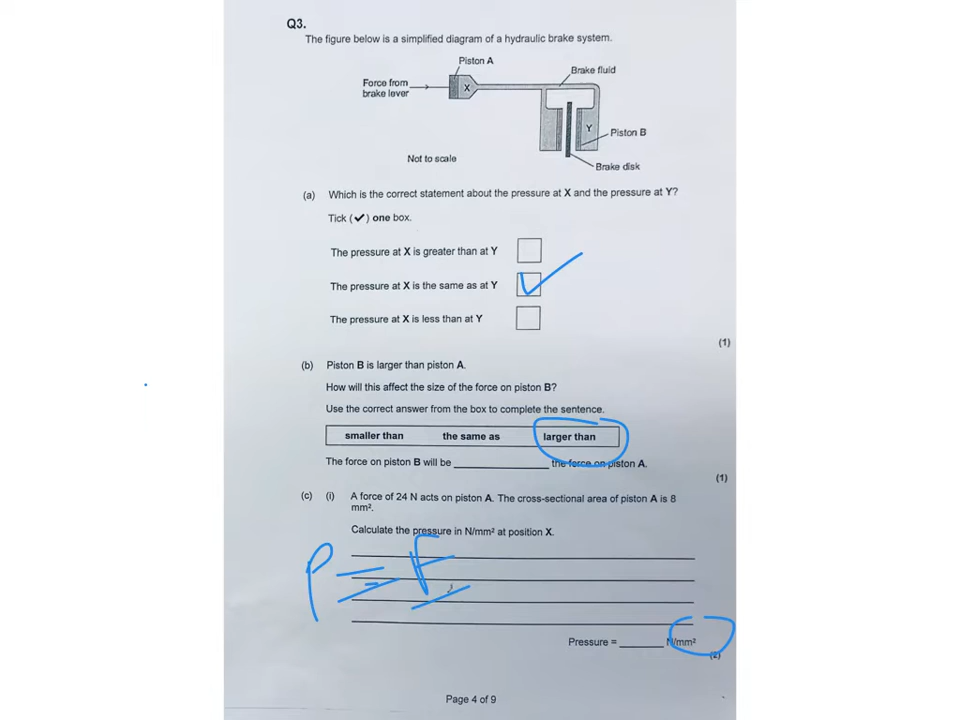 Q3.
The figure below is a simplified diagram of a hydraulic brake system.
Piston A
Force from
brake lever
X
Brake fluid
Y
Piston B
Brake disk
Not to scale
(a) Which is the correct statement about the pressure at X and the pressure at Y?
Tick (✓) one box.
The pressure at X is greater than at Y
The pressure at X is the same as at Y
The pressure at X is less than at Y
(1)
(b) Piston B is larger than piston A.
How will this affect the size of the force on piston B?
Use the correct answer from the box to complete the sentence.
smaller than the same as larger than
The force on piston B will be ____________ the force on piston A.
(1)
(c) (i) A force of 24 N acts on piston A. The cross-sectional area of piston A is 8
mm².
Calculate the pressure in N/mm² at position X.
P = F
Pressure = ______ N/mm²
(2)
Page 4 of 9